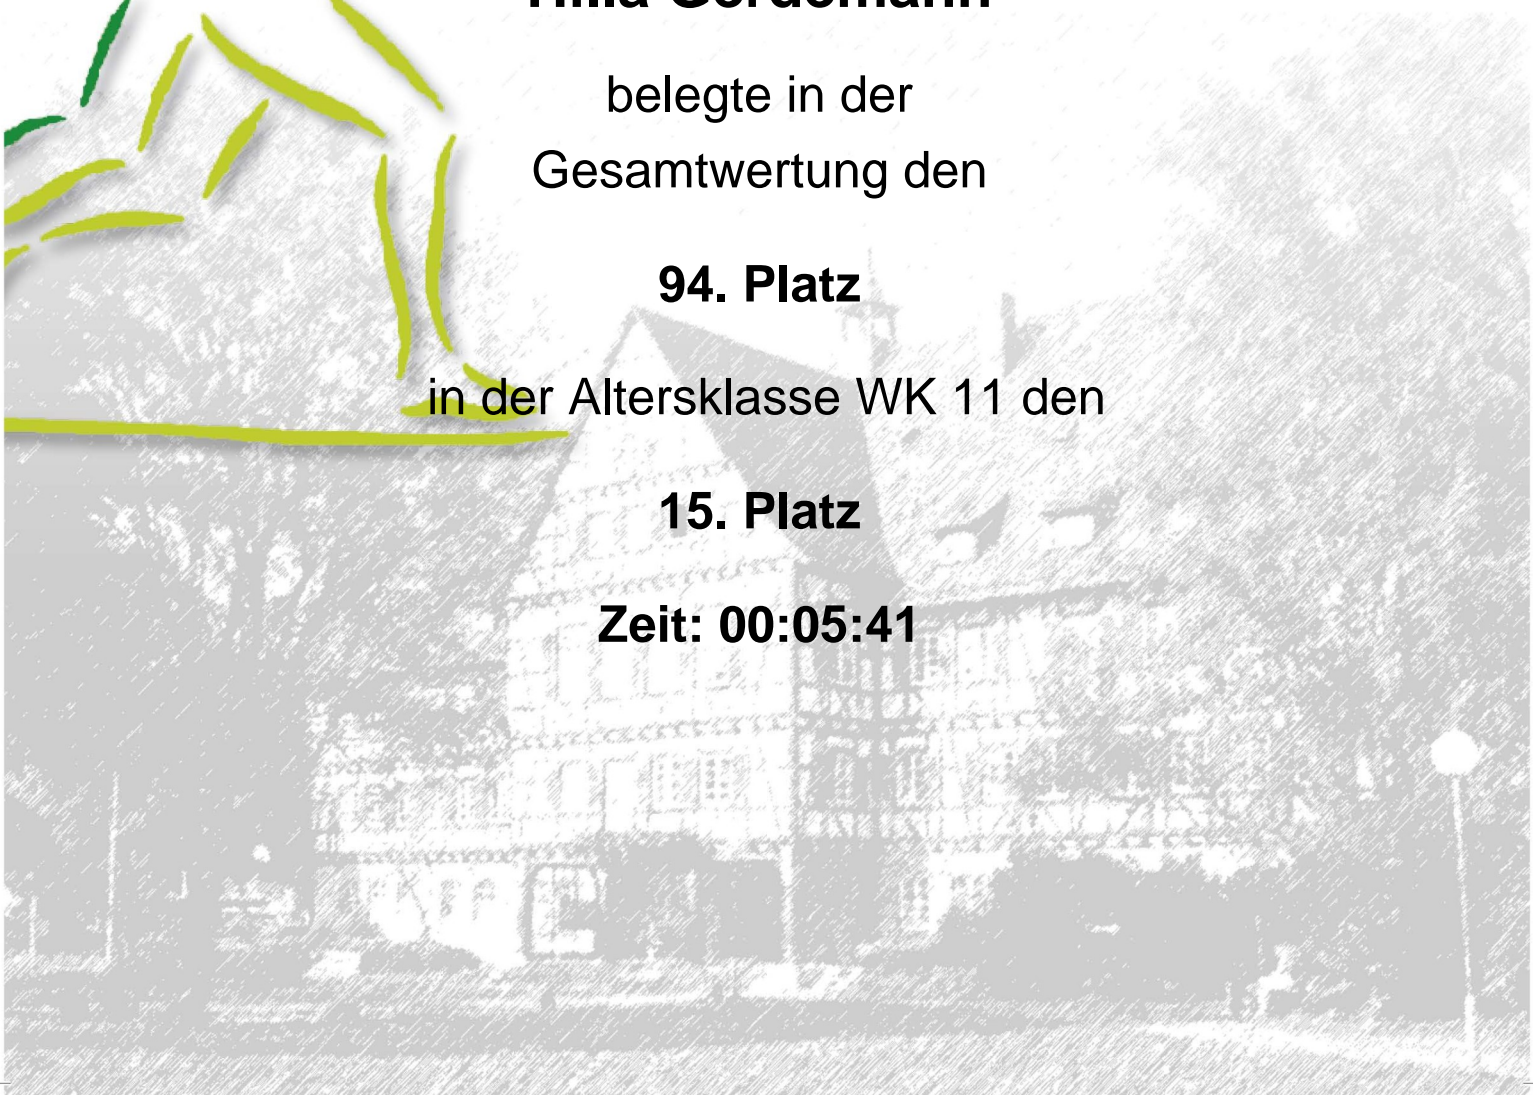 belegte in der
Gesamtwertung den
94. Platz
in der Altersklasse WK 11 den
15. Platz
Zeit: 00:05:41